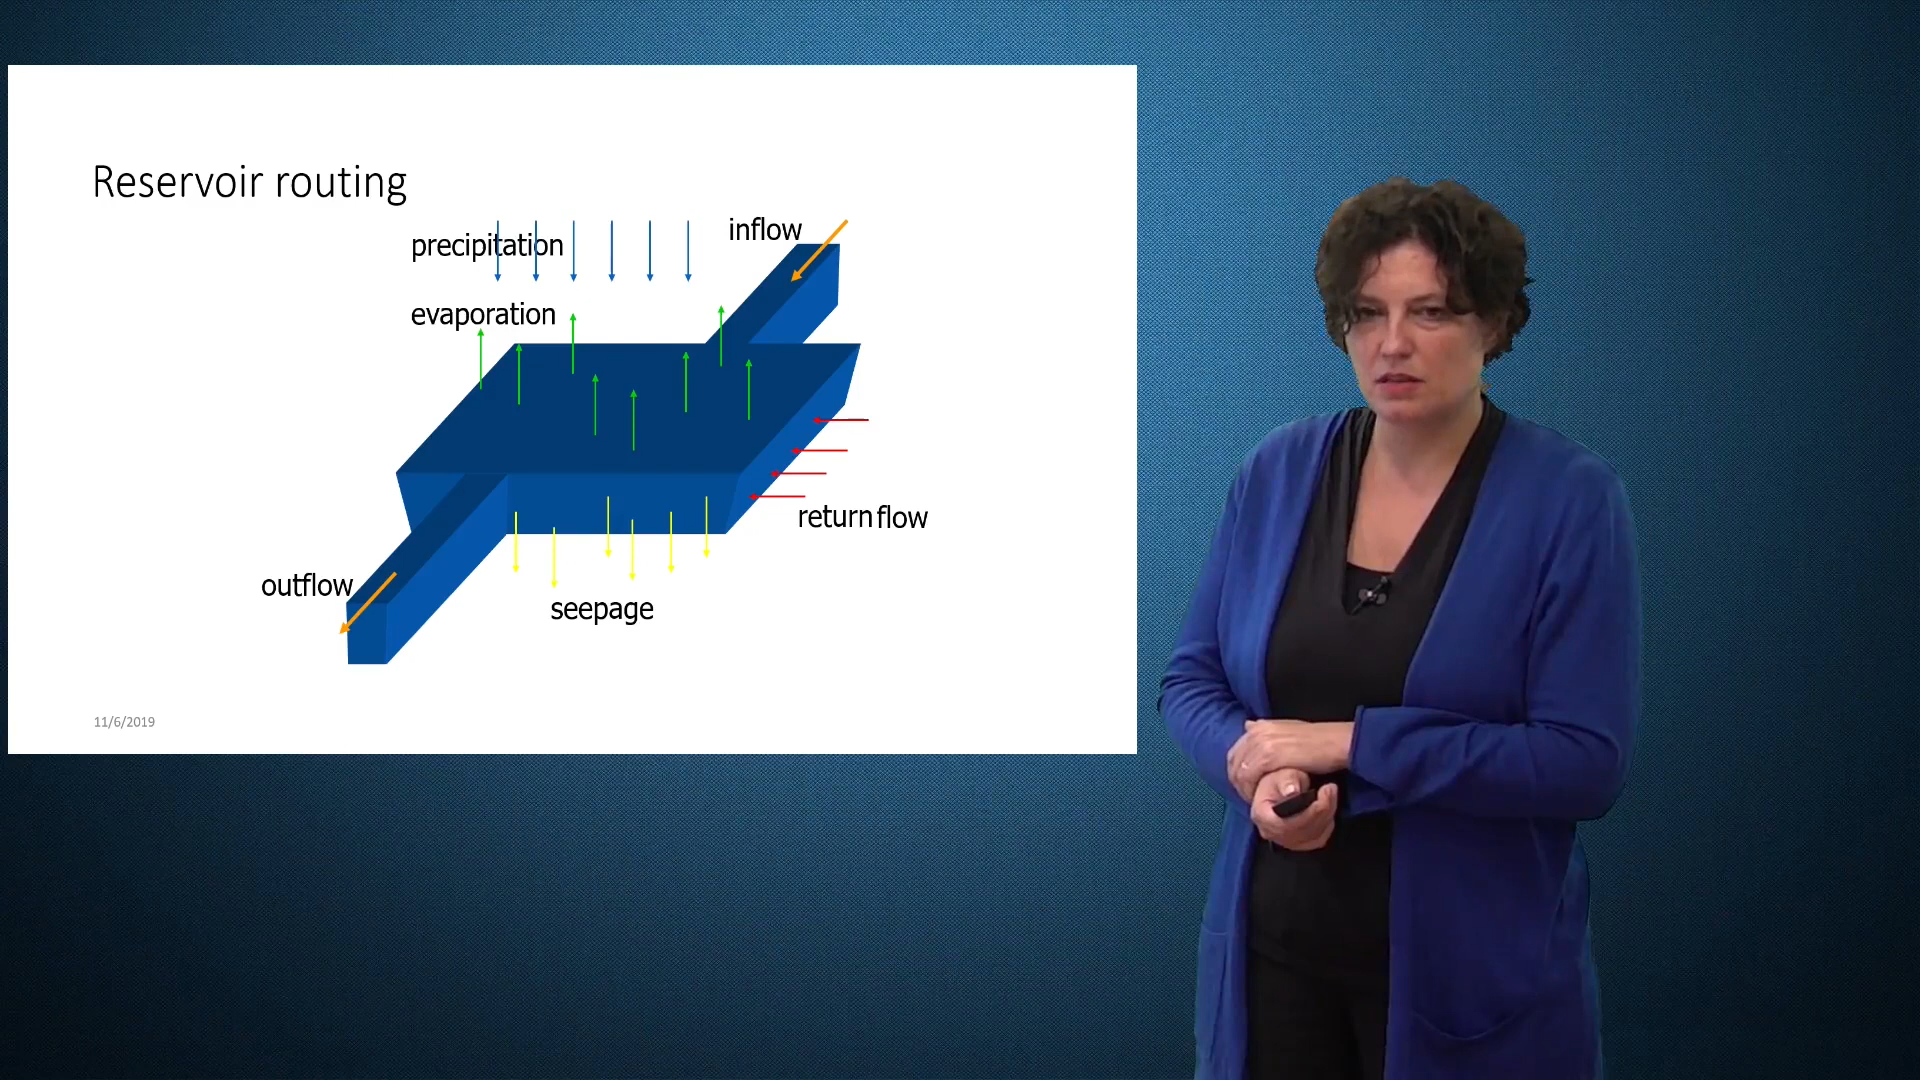 Reservoir routing
precipitation
inflow
evaporation
return flow
outflow
seepage
11/6/2019